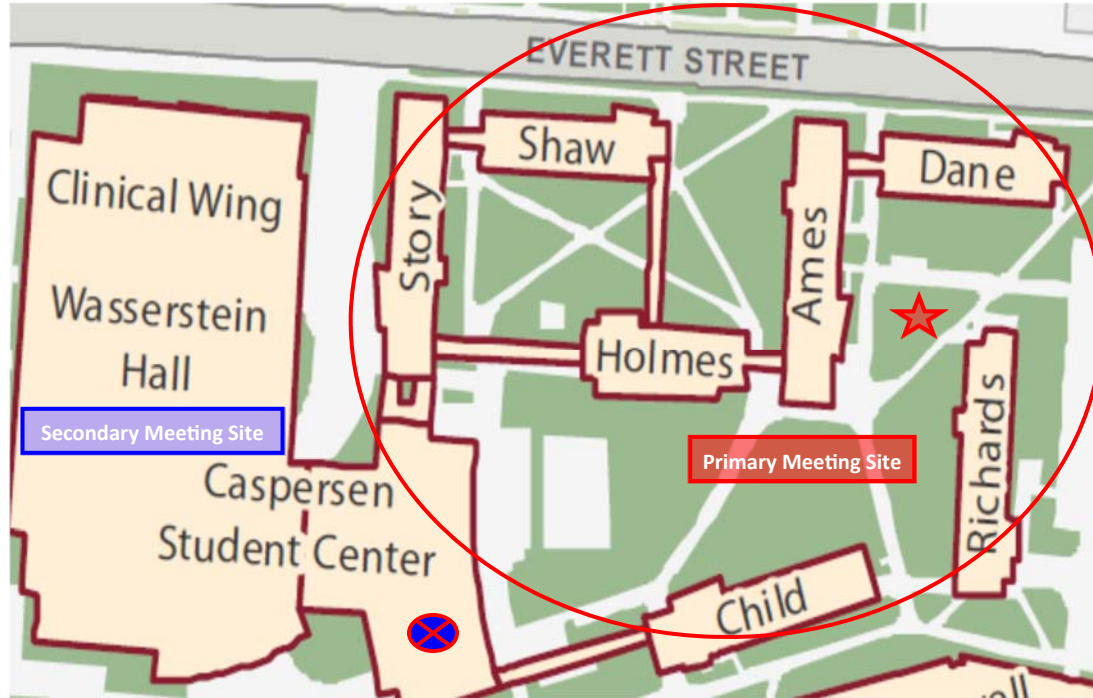 EVERETT STREET
Clinical Wing
Wasserstein
Hall
Secondary Meeting Site
Caspersen
Student Center
Story
Shaw
Holmes
Ames
Dane
Primary Meeting Site
Richards
Child